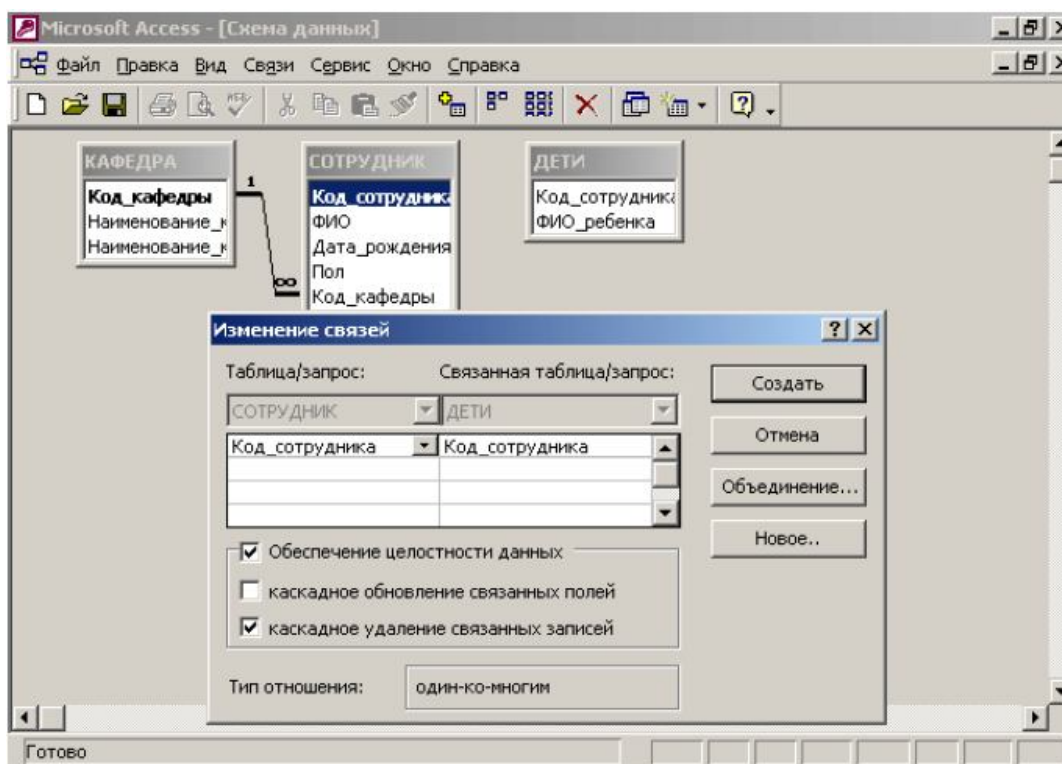 Microsoft Access - [Схема данных]
Файл Правка Вид Связи Сервис Окно Справка
КАФЕДРА
Код_кафедры
Наименование_к
Наименование_к
1
∞
СОТРУДНИК
Код_сотрудника
ФИО
Дата_рождения
Пол
Код_кафедры
ДЕТИ
Код_сотрудника
ФИО_ребенка
Изменение связей
Таблица/запрос: Связанная таблица/запрос:
СОТРУДНИК ДЕТИ
Код_сотрудника Код_сотрудника
Обеспечение целостности данных
каскадное обновление связанных полей
каскадное удаление связанных записей
Тип отношения: один-ко-многим
Создать
Отмена
Объединение...
Новое..
Готово